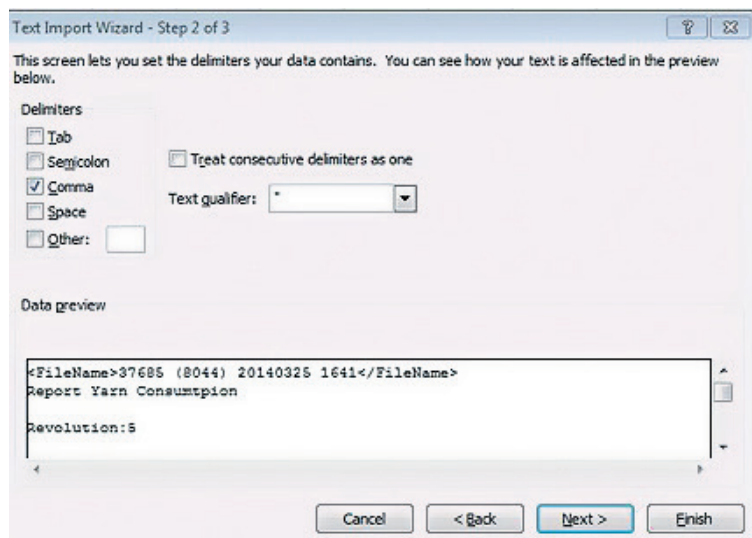 Text Import Wizard - Step 2 of 3
This screen lets you set the delimiters your data contains. You can see how your text is affected in the preview
below.
Delimiters
Tab
Semicolon
Comma
Space
Other:
Treat consecutive delimiters as one
Text qualifier: "
Data preview
<FileName>37685 (8044) 20140325 1641</FileName>
Report Yarn Consumtpion
Revolution:5
Cancel
< Back
Next >
Finish